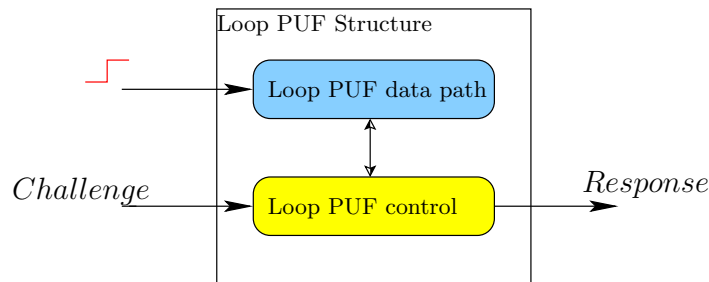 Loop PUF Structure
Loop PUF data path
Challenge
Loop PUF control
Response